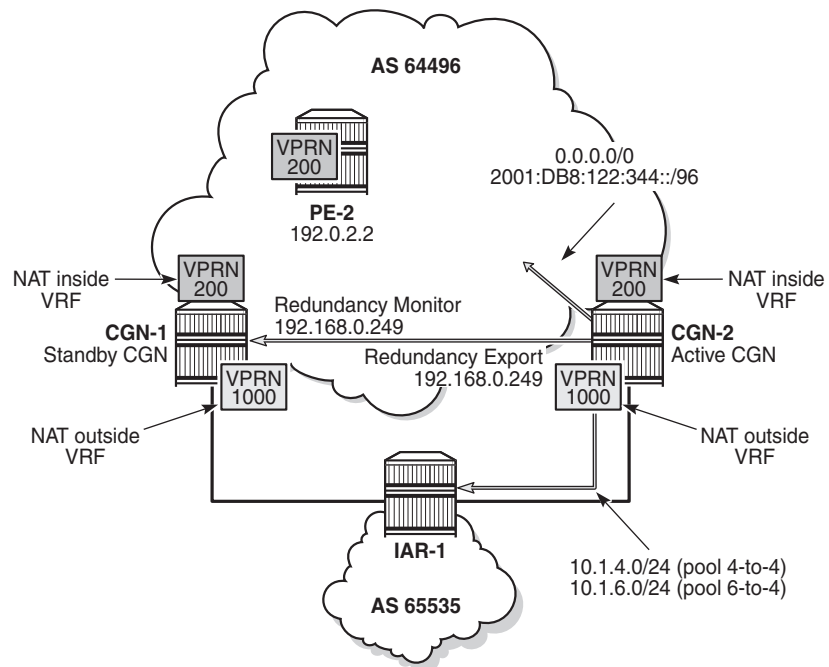 AS 64496
VPRN
200
PE-2
192.0.2.2
0.0.0.0/0
2001:DB8:122:344::/96
NAT inside
VRF
VPRN
200
CGN-1
Standby CGN
VPRN
1000
NAT outside
VRF
Redundancy Monitor
192.168.0.249
Redundancy Export
192.168.0.249
VPRN
200
NAT inside
VRF
CGN-2
Active CGN
VPRN
1000
NAT outside
VRF
IAR-1
AS 65535
10.1.4.0/24 (pool 4-to-4)
10.1.6.0/24 (pool 6-to-4)